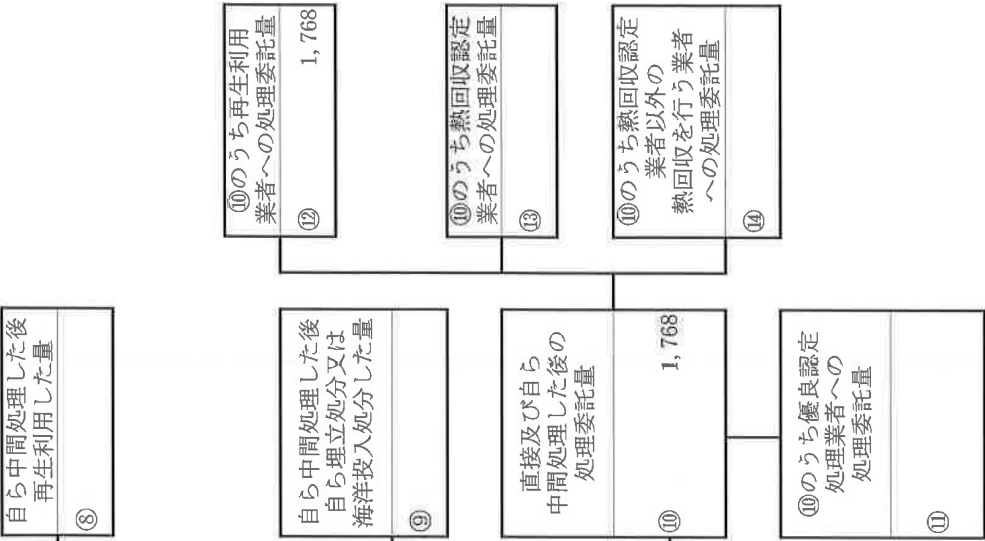 自ら中間処理した後
再生利用した量
⑧
自ら中間処理した後
自ら埋立処分又は
海洋投入処分した量
⑨
直接及び自ら
中間処理した後の
処理委託量
⑩ 1,768
⑩のうち優良認定
処理業者への
処理委託量
⑪
⑩のうち再生利用
業者への処理委託量
⑫ 1,768
⑩のうち熱回収認定
業者への処理委託量
⑬
⑩のうち熱回収認定
業者以外の
熱回収を行う業者
への処理委託量
⑭